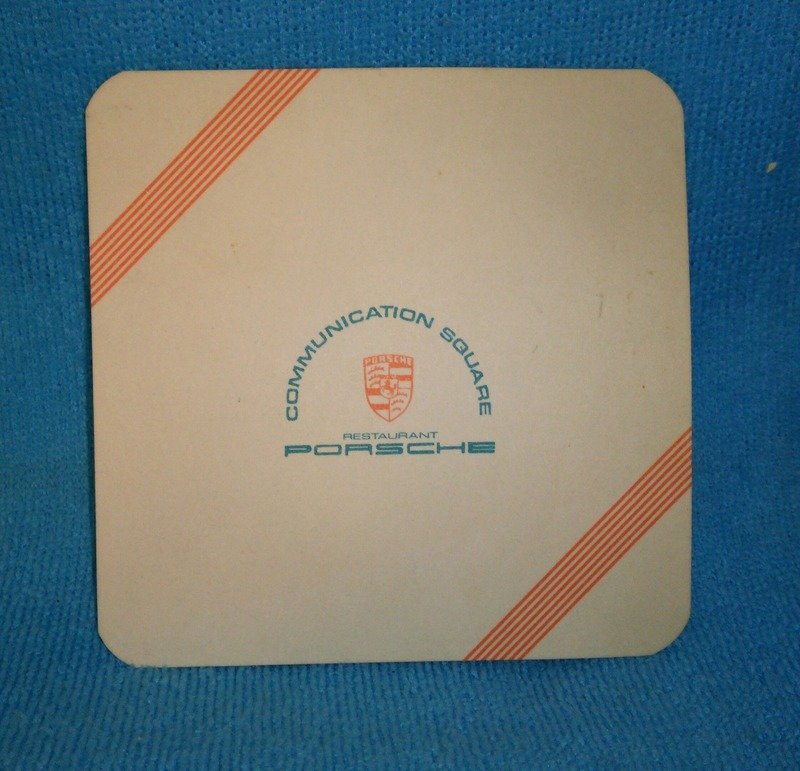 COMMUNICATION SQUARE
PORSCHE
RESTAURANT
PORSCHE